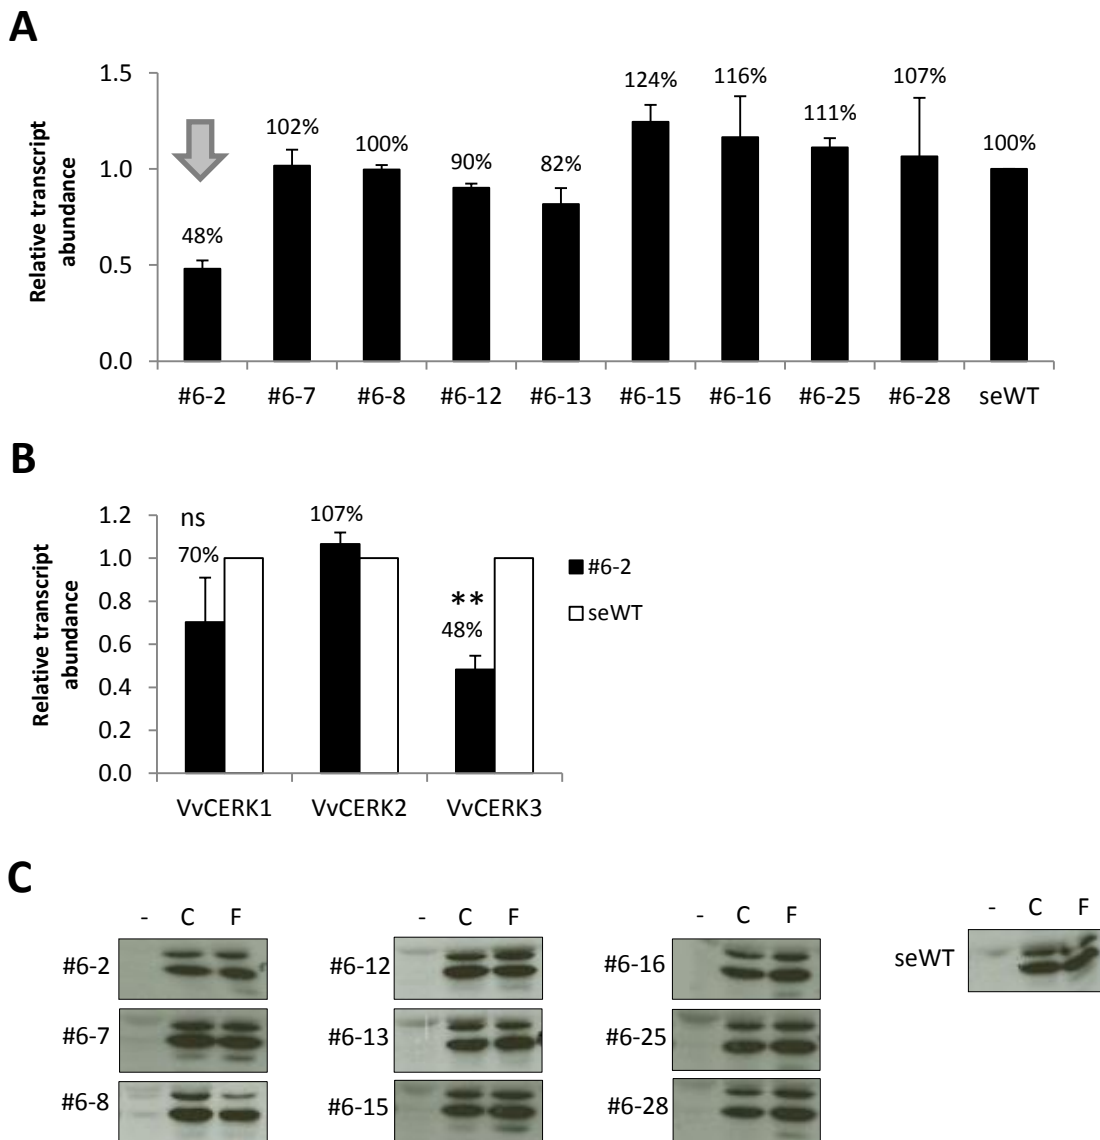 A
Relative transcript
abundance
1.5
1.0
0.5
0.0
48%
102%
100%
90%
82%
124%
116%
111%
107%
100%
#6-2 #6-7 #6-8 #6-12 #6-13 #6-15 #6-16 #6-25 #6-28 seWT
B
Relative transcript
abundance
1.2
1.0
0.8
0.6
0.4
0.2
0.0
ns
70%
107%
**
48%
#6-2
seWT
VvCERK1 VvCERK2 VvCERK3
C
- C F
#6-2
#6-7
#6-8
- C F
#6-12
#6-13
#6-15
- C F
#6-16
#6-25
#6-28
- C F
seWT